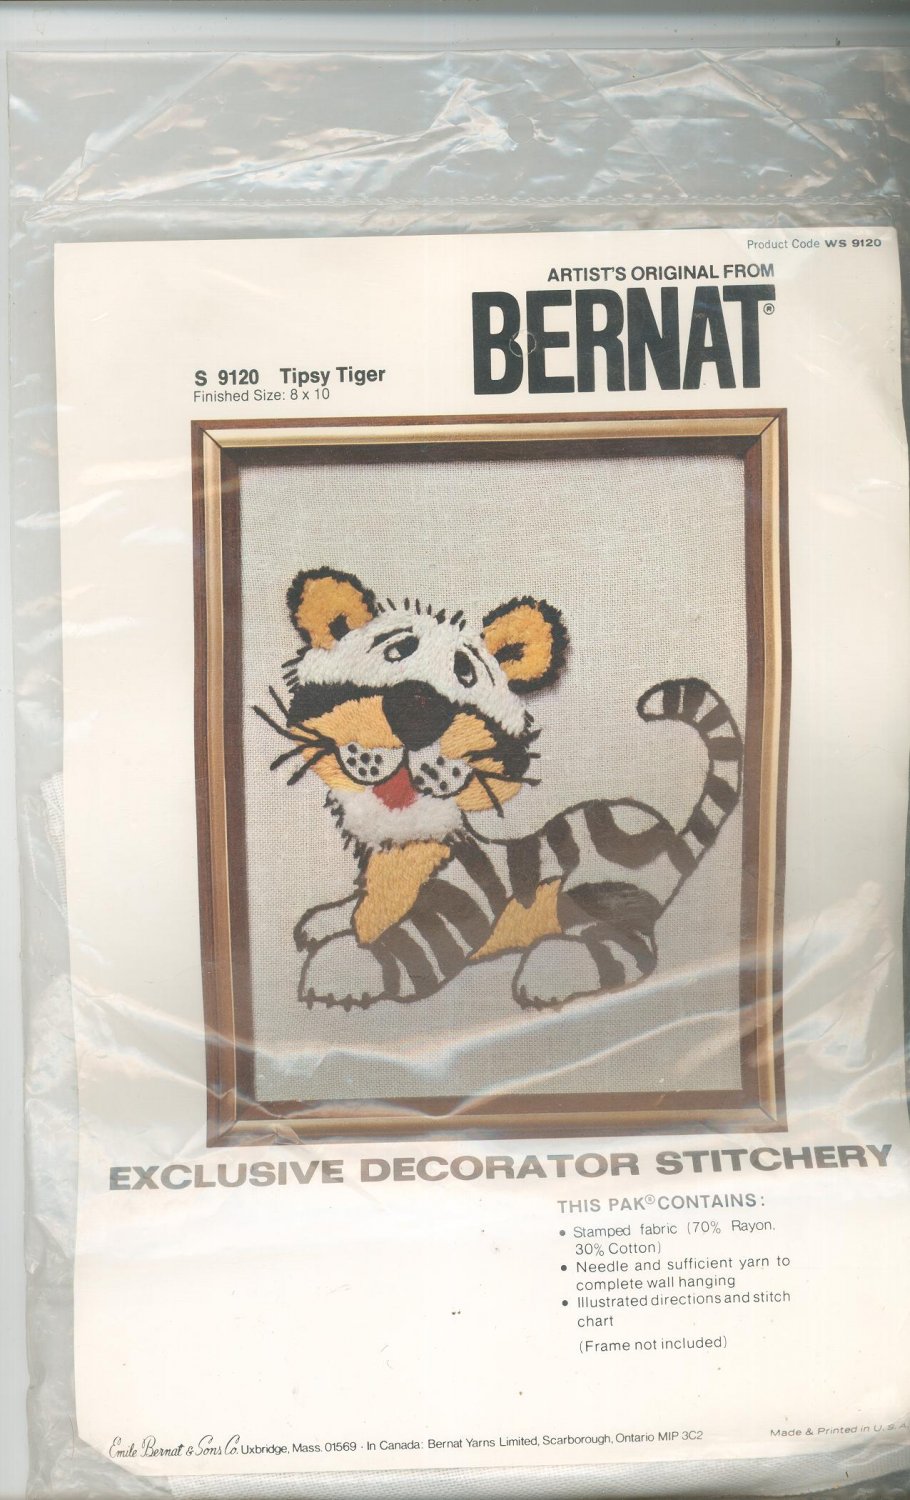 Product Code WS 9120
ARTIST'S ORIGINAL FROM
BERNAT®
S 9120 Tipsy Tiger
Finished Size: 8 x 10
EXCLUSIVE DECORATOR STITCHERY
THIS PAK® CONTAINS:
• Stamped fabric (70% Rayon,
30% Cotton)
• Needle and sufficient yarn to
complete wall hanging
• Illustrated directions and stitch
chart
(Frame not included)
Emile Bernat & Sons Co. Uxbridge, Mass. 01569 · In Canada: Bernat Yarns Limited, Scarborough, Ontario MIP 3C2
Made & Printed in U.S.A.